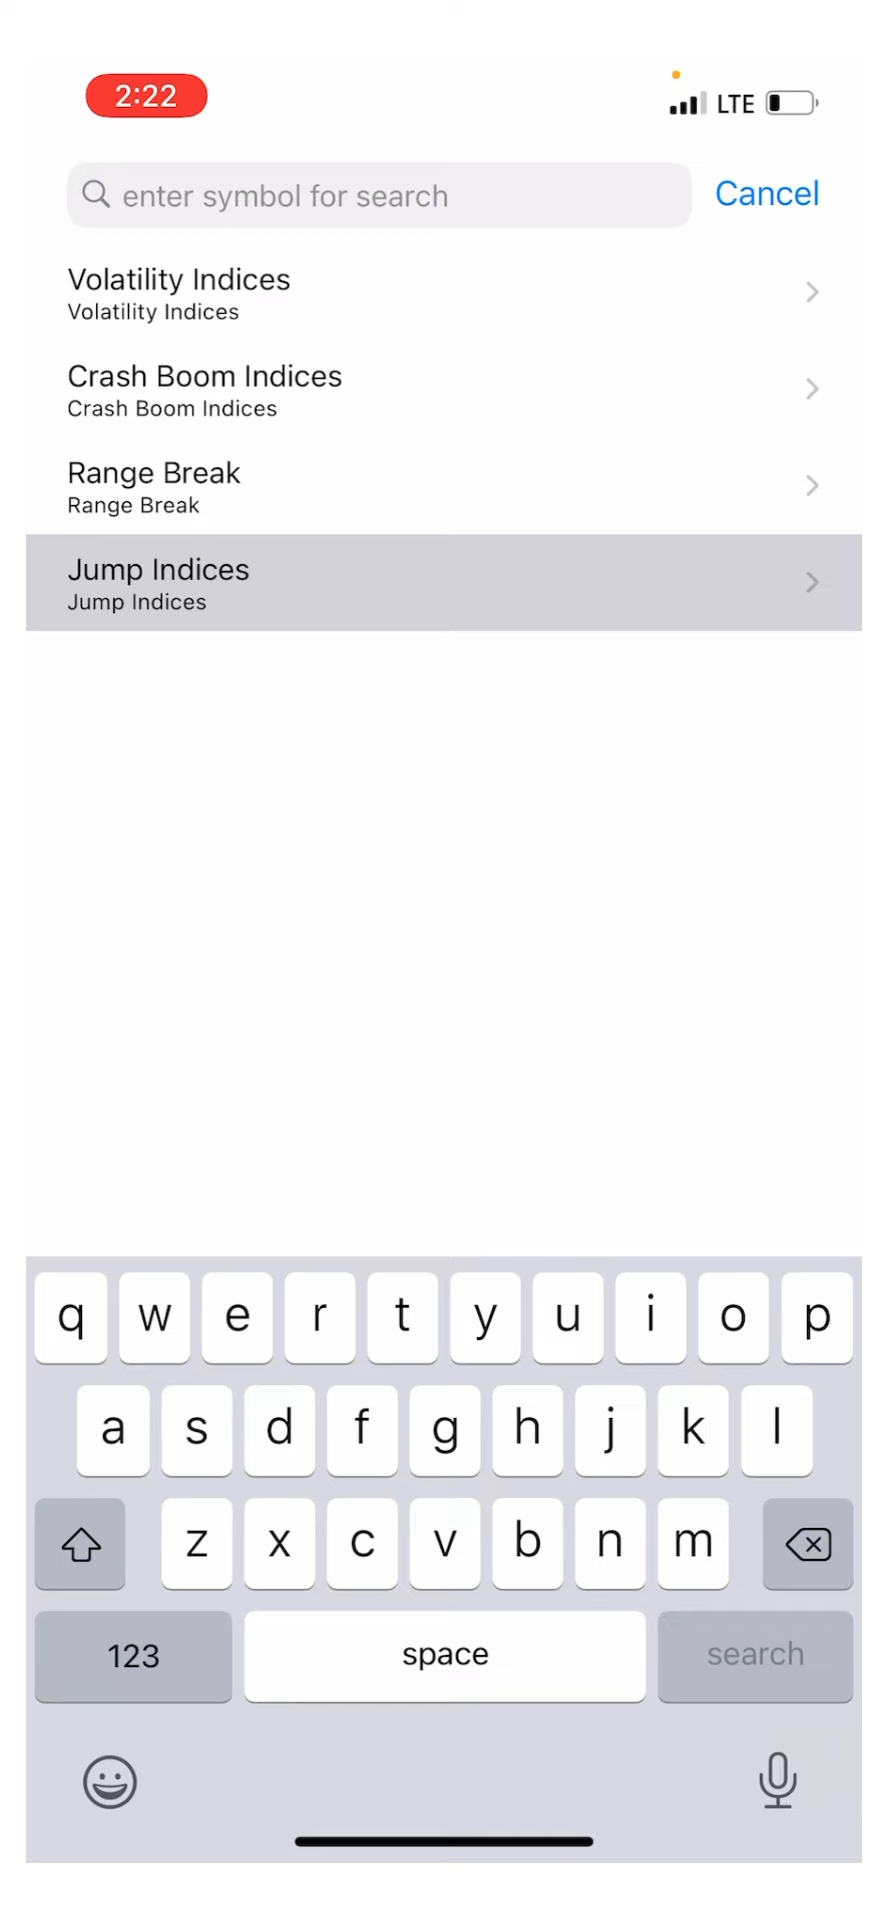 2:22
LTE
enter symbol for search
Cancel
Volatility Indices
Volatility Indices
Crash Boom Indices
Crash Boom Indices
Range Break
Range Break
Jump Indices
Jump Indices
q w e r t y u i o p
a s d f g h j k l
z x c v b n m
123 space search